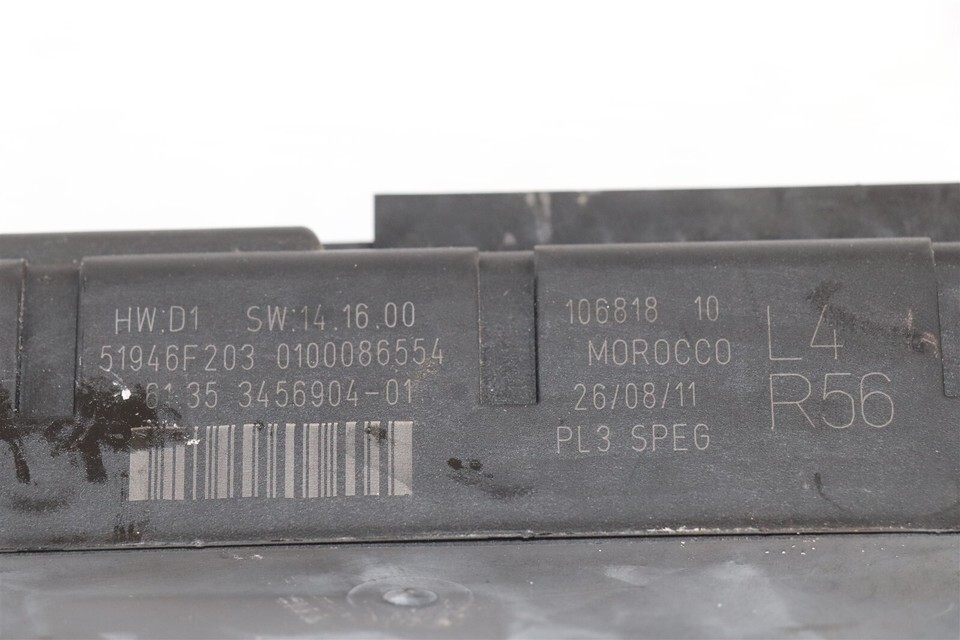 HW:D1 SW:14.16.00
51946F203 0100086554
61.35 3456904-01
106818 10
MOROCCO
26/08/11
PL3 SPEG
L4
R56